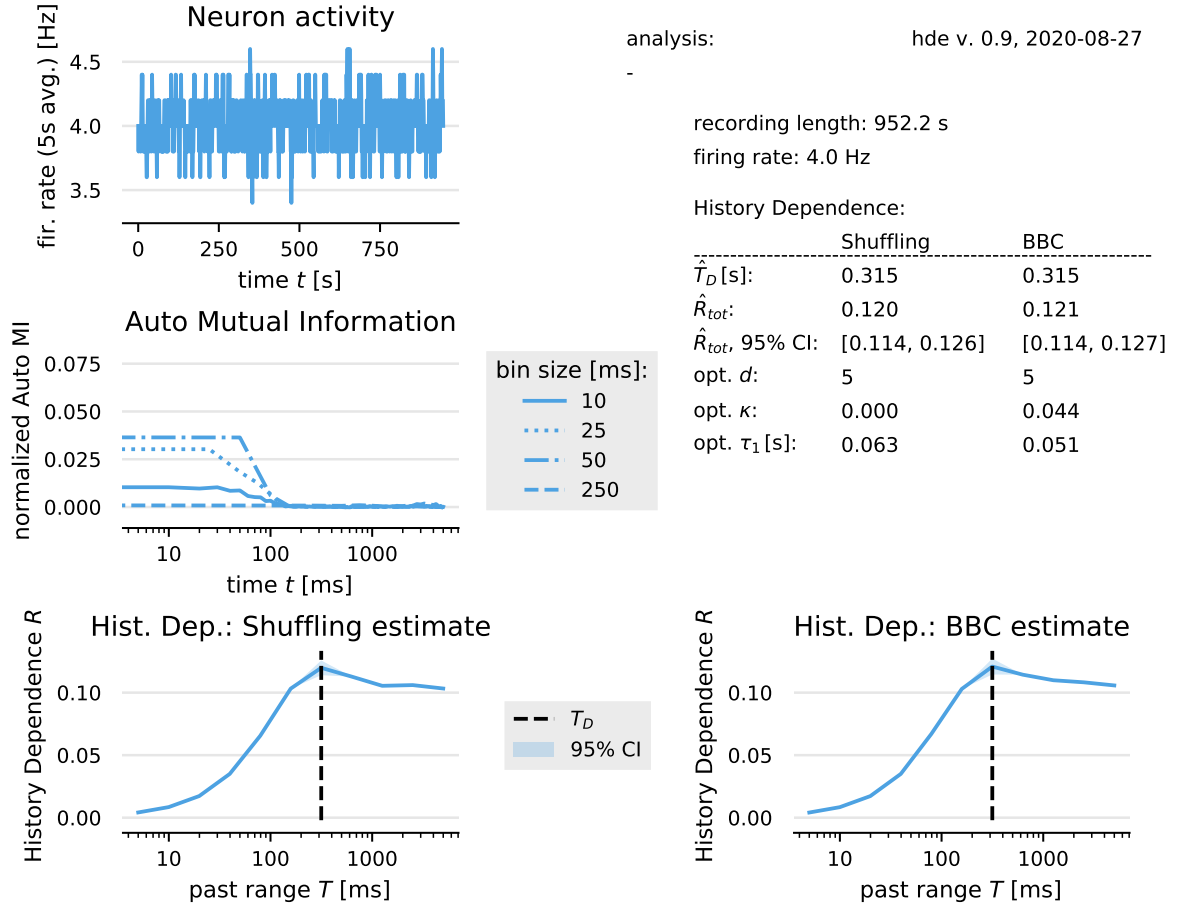 Neuron activity
fir. rate (5s avg.) [Hz]
4.5
4.0
3.5
0 250 500 750
time t [s]
analysis: hde v. 0.9, 2020-08-27
-
recording length: 952.2 s
firing rate: 4.0 Hz
History Dependence:
Shuffling BBC
T̂_D [s]: 0.315 0.315
R̂_tot: 0.120 0.121
R̂_tot, 95% CI: [0.114, 0.126] [0.114, 0.127]
opt. d: 5 5
opt. κ: 0.000 0.044
opt. τ_1 [s]: 0.063 0.051
Auto Mutual Information
normalized Auto MI
0.075
0.050
0.025
0.000
10 100 1000
time t [ms]
bin size [ms]:
10
25
50
250
Hist. Dep.: Shuffling estimate
History Dependence R
0.10
0.05
0.00
10 100 1000
past range T [ms]
T_D
95% CI
Hist. Dep.: BBC estimate
History Dependence R
0.10
0.05
0.00
10 100 1000
past range T [ms]